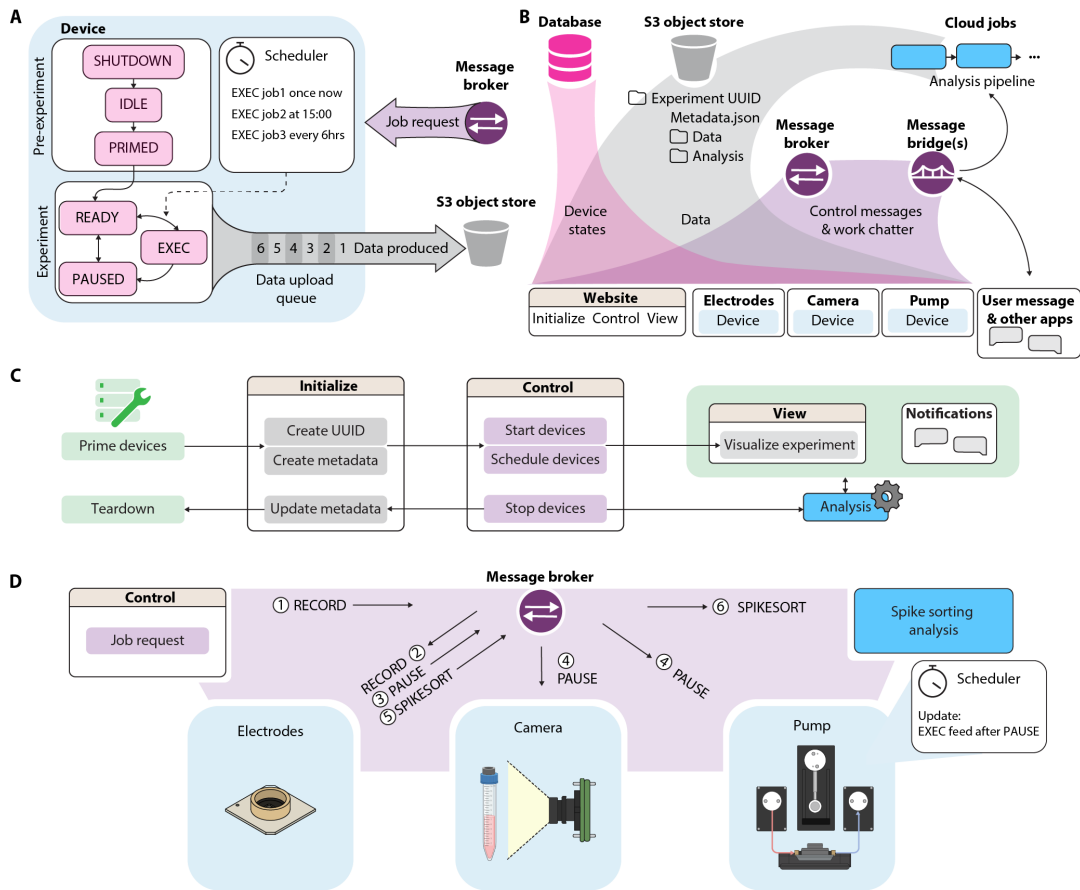 A
Device
Pre-experiment
SHUTDOWN
IDLE
PRIMED
Scheduler
EXEC job1 once now
EXEC job2 at 15:00
EXEC job3 every 6hrs
Message
broker
Job request
Experiment
READY
EXEC
PAUSED
6 5 4 3 2 1 Data produced
Data upload
queue
S3 object store
B
Database
S3 object store
Cloud jobs
...
Analysis pipeline
Experiment UUID
Metadata.json
Data
Analysis
Message
broker
Message
bridge(s)
Device
states
Data
Control messages
& work chatter
Website
Initialize Control View
Electrodes
Device
Camera
Device
Pump
Device
User message
& other apps
C
Prime devices
Teardown
Initialize
Create UUID
Create metadata
Update metadata
Control
Start devices
Schedule devices
Stop devices
View
Visualize experiment
Notifications
Analysis
D
Control
Job request
Message broker
1 RECORD
RECORD 2
3 PAUSE
5 SPIKESORT
4
PAUSE
4 PAUSE
6 SPIKESORT
Spike sorting
analysis
Scheduler
Update:
EXEC feed after PAUSE
Electrodes
Camera
Pump